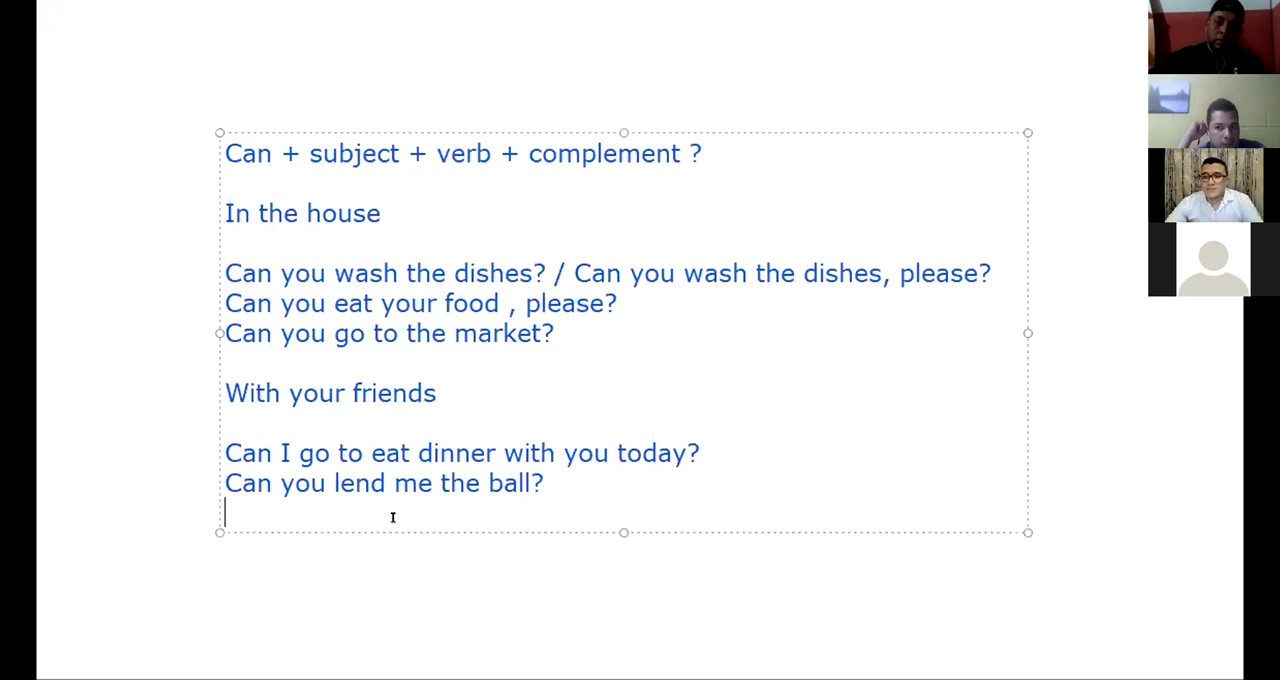 Can + subject + verb + complement ?
In the house
Can you wash the dishes? / Can you wash the dishes, please?
Can you eat your food , please?
Can you go to the market?
With your friends
Can I go to eat dinner with you today?
Can you lend me the ball?